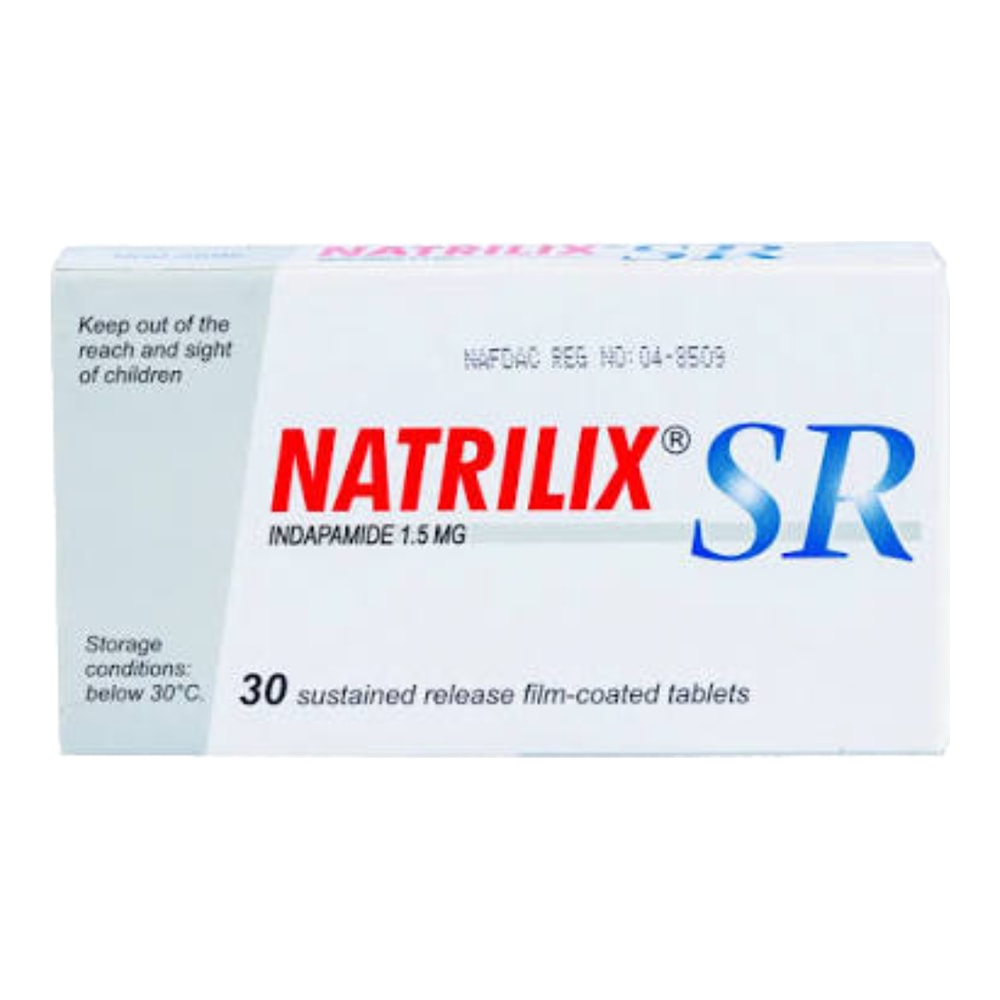 NATRILIX SR
Keep out of the
reach and sight
of children
NAFDAC REG NO: 04-8509
NATRILIX® SR
INDAPAMIDE 1.5 MG
Storage
conditions:
below 30°C.
30 sustained release film-coated tablets